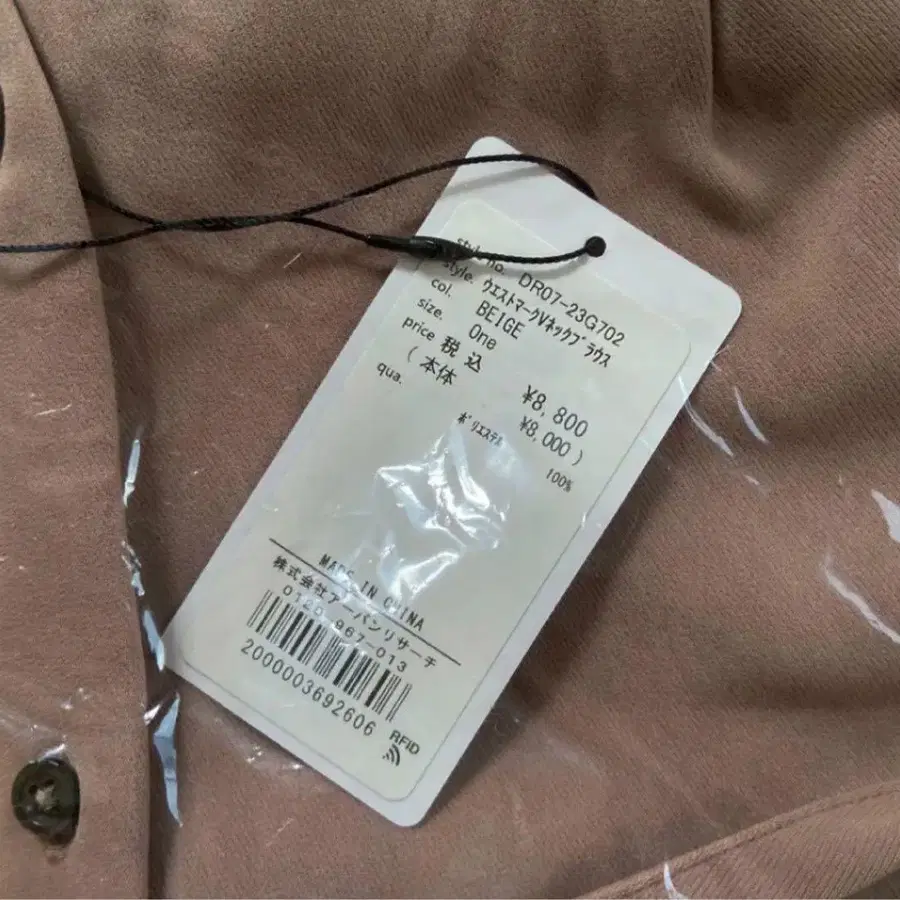 style no. DR07-23G702
style. ｳｴｽﾄﾏｰｸVﾈｯｸﾌﾞﾗｳｽ
col. BEIGE
size. One
price 税込 ¥8,800
(本体 ¥8,000)
qua.
ﾎﾟﾘｴｽﾃﾙ 100%
MADE IN CHINA
株式会社アーバンリサーチ
0120-967-013
2000003692606
RFID